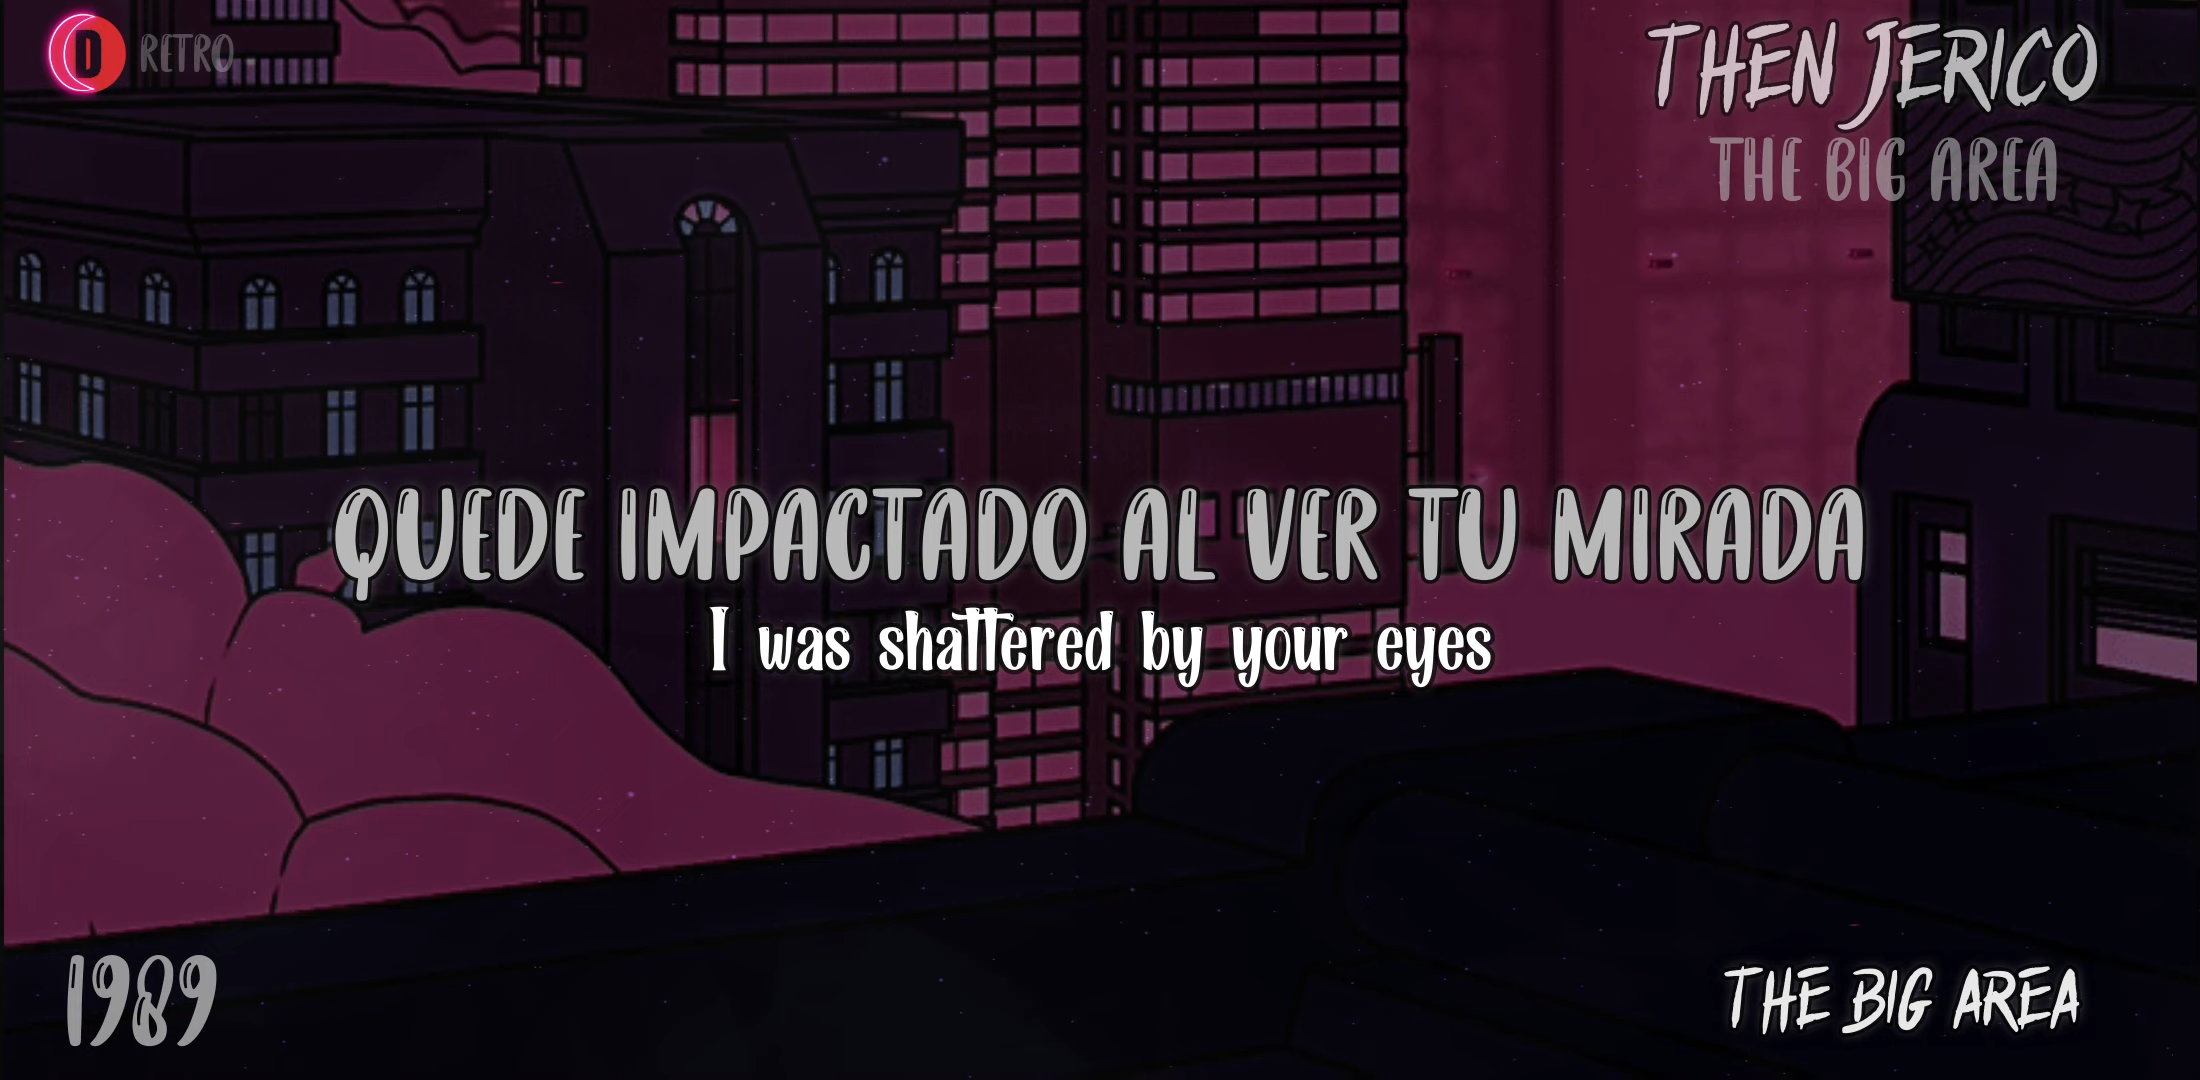 D RETRO
THEN JERICO
THE BIG AREA
QUEDE IMPACTADO AL VER TU MIRADA
I was shattered by your eyes
1989
THE BIG AREA